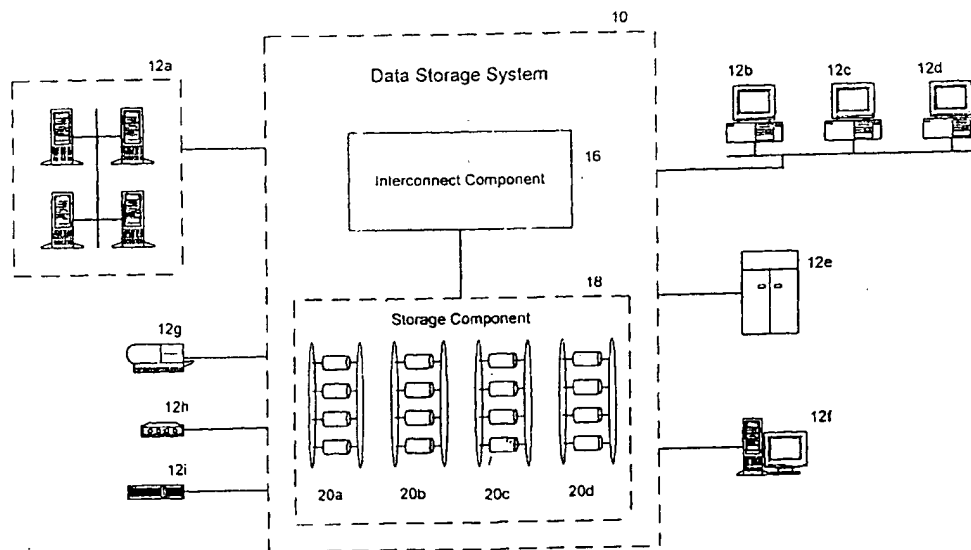 10
12a
Data Storage System
12b
12c
12d
16
Interconnect Component
12e
18
Storage Component
12g
12h
12f
12i
20a
20b
20c
20d